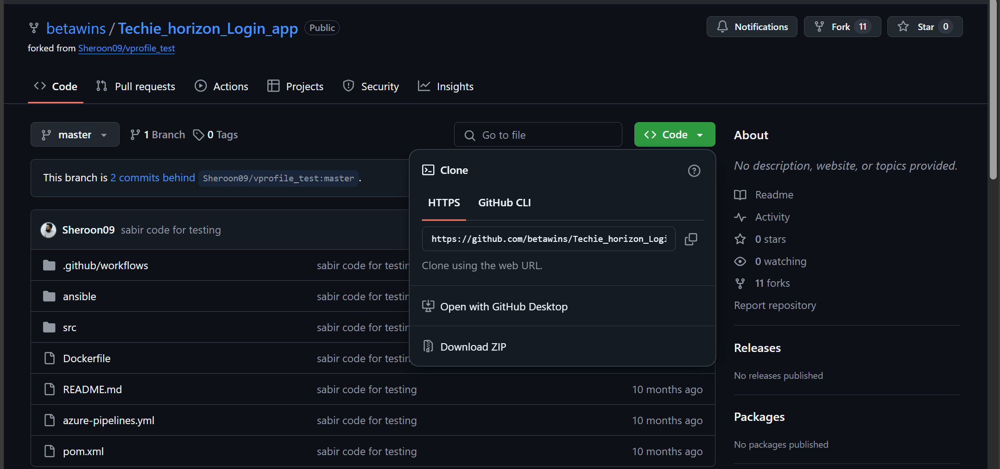 betawins / Techie_horizon_Login_app Public
Notifications Fork 11 Star 0
forked from Sheroon09/vprofile_test
Code Pull requests Actions Projects Security Insights
master 1 Branch 0 Tags
Go to file
Code
This branch is 2 commits behind Sheroon09/vprofile_test:master .
Sheroon09 sabir code for testing
.github/workflows sabir code for testin
ansible sabir code for testin
src sabir code for testin
Dockerfile sabir code for testin
README.md sabir code for testing 10 months ago
azure-pipelines.yml sabir code for testing 10 months ago
pom.xml sabir code for testing 10 months ago
Clone
HTTPS GitHub CLI
https://github.com/betawins/Techie_horizon_Logi
Clone using the web URL.
Open with GitHub Desktop
Download ZIP
About
No description, website, or topics provided.
Readme
Activity
0 stars
0 watching
11 forks
Report repository
Releases
No releases published
Packages
No packages published